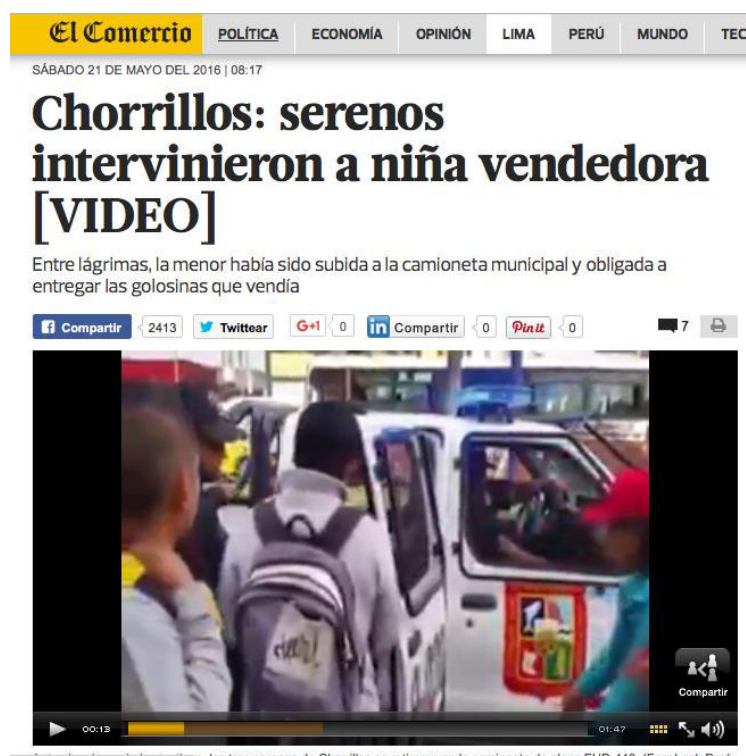 El Comercio POLÍTICA ECONOMÍA OPINIÓN LIMA PERÚ MUNDO TEC
SÁBADO 21 DE MAYO DEL 2016 | 08:17
Chorrillos: serenos
intervinieron a niña vendedora
[VIDEO]
Entre lágrimas, la menor había sido subida a la camioneta municipal y obligada a
entregar las golosinas que vendía
f Compartir 2413 Twittear G+1 0 in Compartir 0 Pin it 0 7
Compartir
00:13 01:47